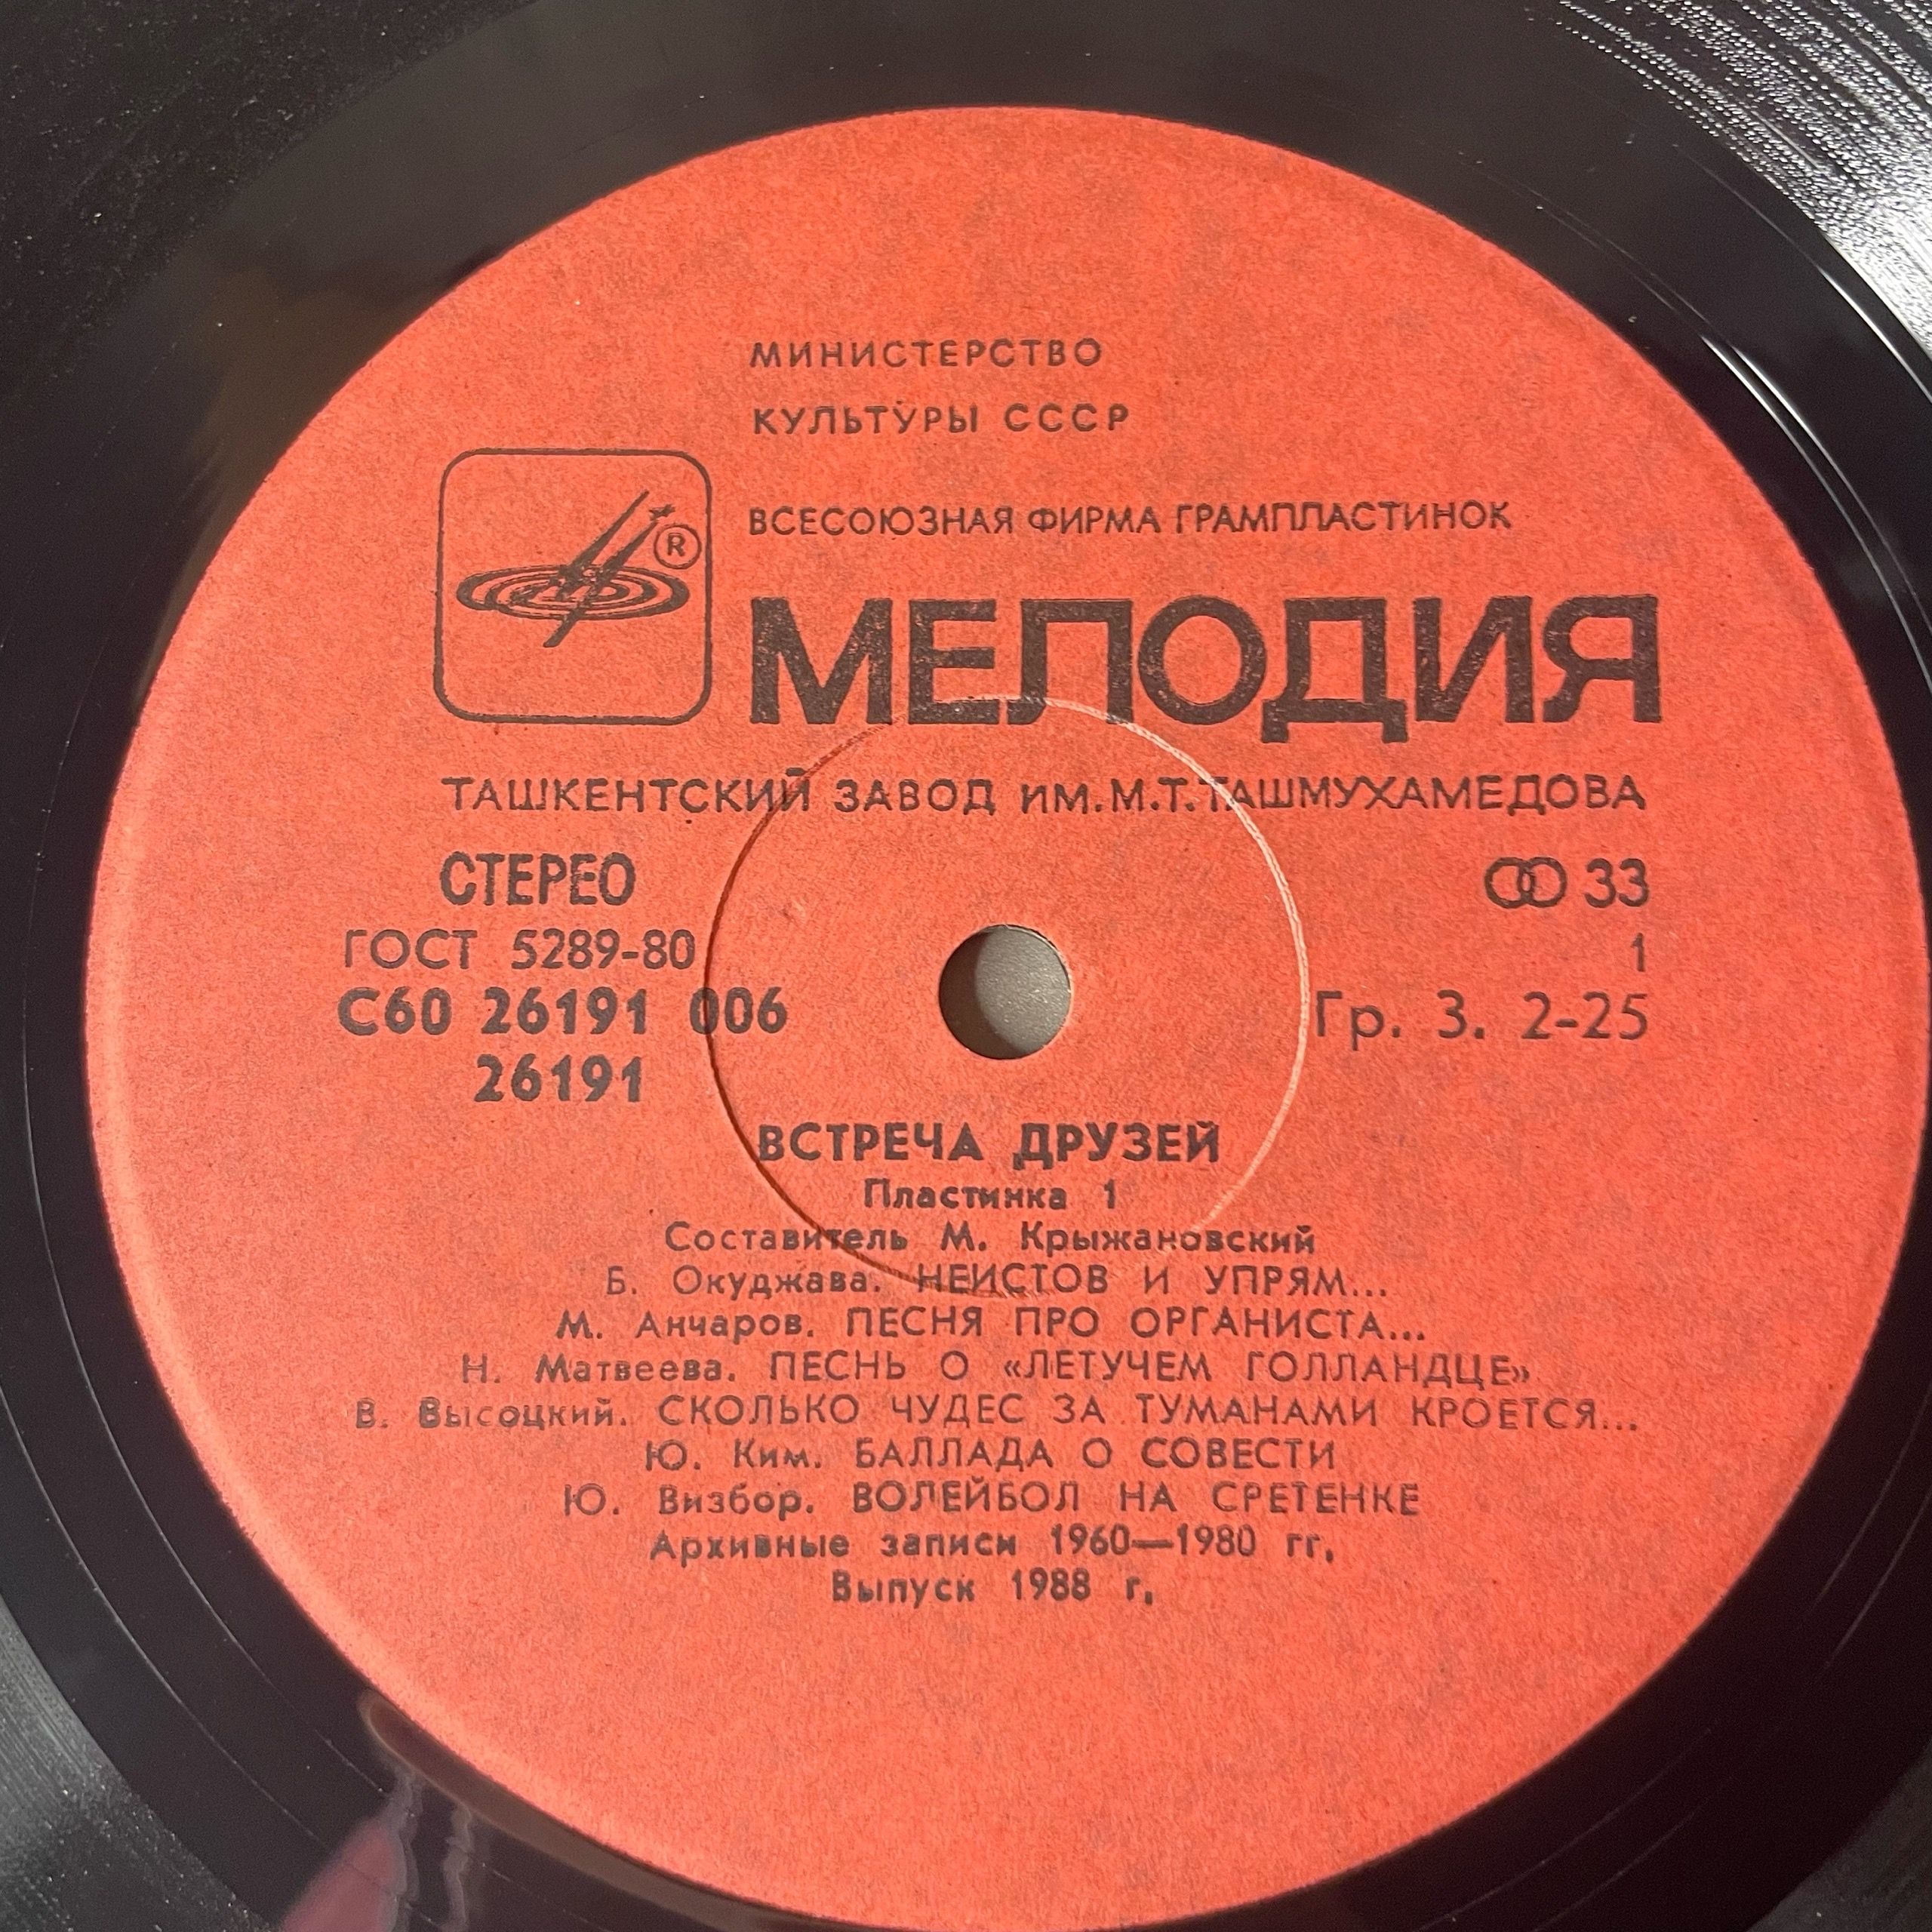 МИНИСТЕРСТВО
КУЛЬТУРЫ СССР
ВСЕСОЮЗНАЯ ФИРМА ГРАМПЛАСТИНОК
®
МЕЛОДИЯ
ТАШКЕНТСКИЙ ЗАВОД ИМ.М.Т.ТАШМУХАМЕДОВА
СТЕРЕО 33
ГОСТ 5289-80 1
С60 26191 006 Гр. 3. 2-25
26191
ВСТРЕЧА ДРУЗЕЙ
Пластинка 1
Составитель М. Крыжановский
Б. Окуджава. НЕИСТОВ И УПРЯМ...
М. Анчаров. ПЕСНЯ ПРО ОРГАНИСТА...
Н. Матвеева. ПЕСНЬ О «ЛЕТУЧЕМ ГОЛЛАНДЦЕ»
В. Высоцкий. СКОЛЬКО ЧУДЕС ЗА ТУМАНАМИ КРОЕТСЯ...
Ю. Ким. БАЛЛАДА О СОВЕСТИ
Ю. Визбор. ВОЛЕЙБОЛ НА СРЕТЕНКЕ
Архивные записи 1960—1980 гг.
Выпуск 1988 г.